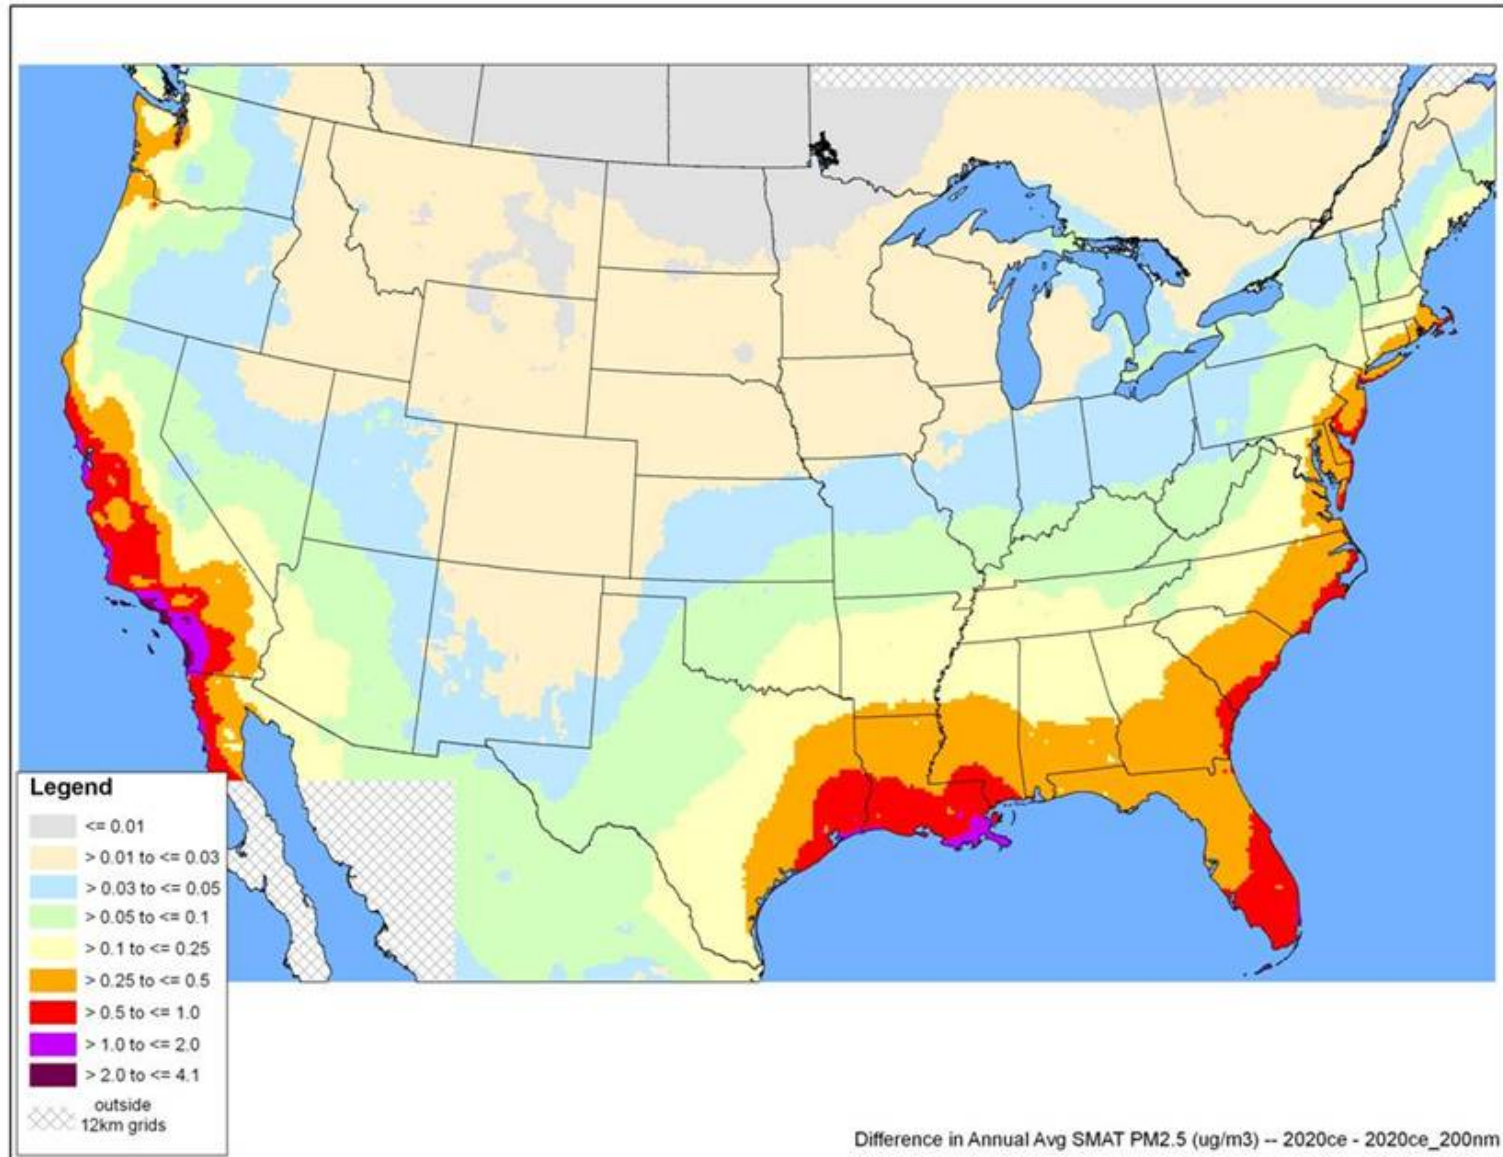 Legend
<= 0.01
> 0.01 to <= 0.03
> 0.03 to <= 0.05
> 0.05 to <= 0.1
> 0.1 to <= 0.25
> 0.25 to <= 0.5
> 0.5 to <= 1.0
> 1.0 to <= 2.0
> 2.0 to <= 4.1
outside
12km grids
Difference in Annual Avg SMAT PM2.5 (ug/m3) -- 2020ce - 2020ce_200nm